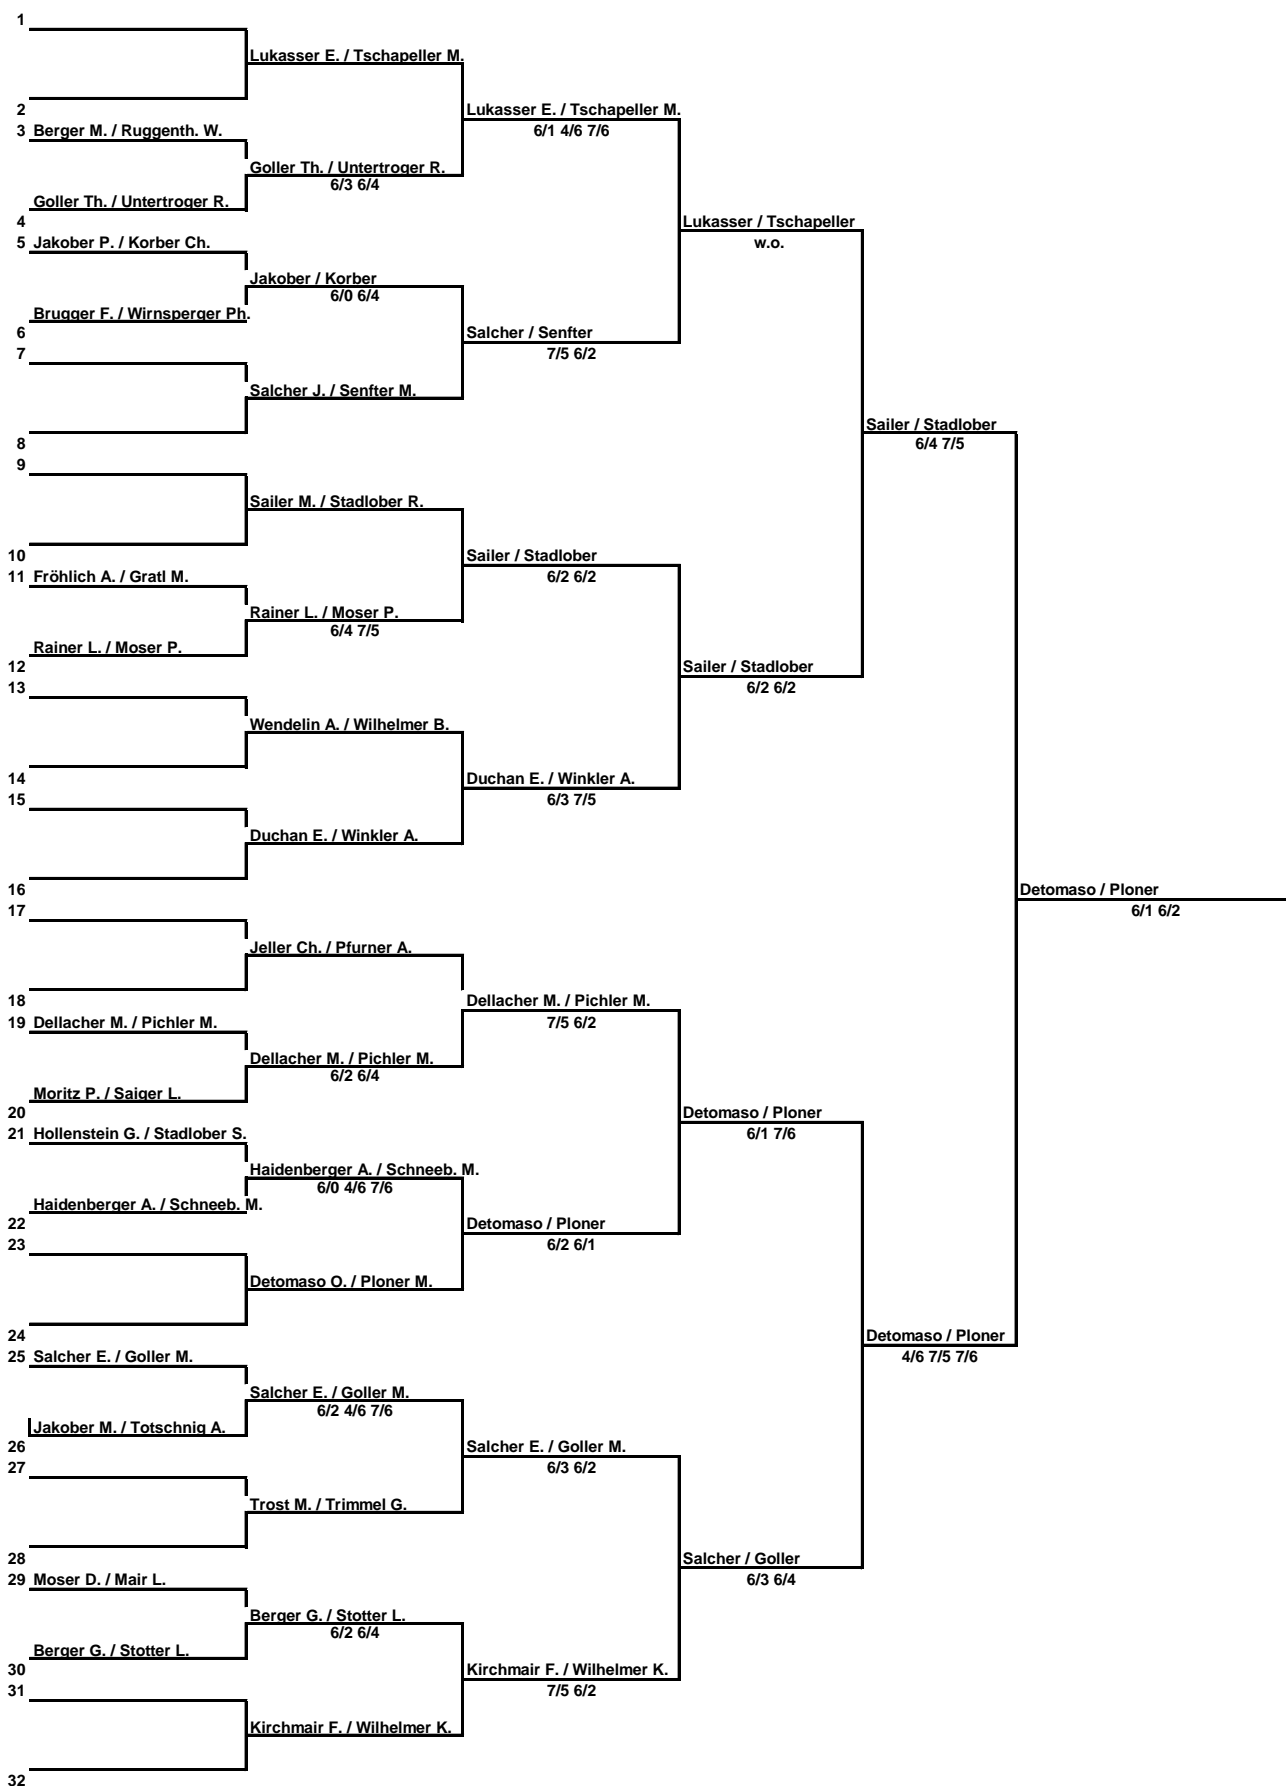 1
Lukasser E. / Tschapeller M.
2
Lukasser E. / Tschapeller M.
3 Berger M. / Ruggenth. W.
6/1 4/6 7/6
Goller Th. / Untertroger R.
6/3 6/4
Goller Th. / Untertroger R.
4
Lukasser / Tschapeller
5 Jakober P. / Korber Ch.
w.o.
Jakober / Korber
6/0 6/4
Brugger F. / Wirnsperger Ph.
6
Salcher / Senfter
7
7/5 6/2
Salcher J. / Senfter M.
Sailer / Stadlober
8
6/4 7/5
9
Sailer M. / Stadlober R.
10
Sailer / Stadlober
11 Fröhlich A. / Gratl M.
6/2 6/2
Rainer L. / Moser P.
6/4 7/5
Rainer L. / Moser P.
12
Sailer / Stadlober
13
6/2 6/2
Wendelin A. / Wilhelmer B.
14
Duchan E. / Winkler A.
15
6/3 7/5
Duchan E. / Winkler A.
16
Detomaso / Ploner
17
6/1 6/2
Jeller Ch. / Pfurner A.
18
Dellacher M. / Pichler M.
19 Dellacher M. / Pichler M.
7/5 6/2
Dellacher M. / Pichler M.
6/2 6/4
Moritz P. / Saiger L.
20
Detomaso / Ploner
21 Hollenstein G. / Stadlober S.
6/1 7/6
Haidenberger A. / Schneeb. M.
6/0 4/6 7/6
Haidenberger A. / Schneeb. M.
22
Detomaso / Ploner
23
6/2 6/1
Detomaso O. / Ploner M.
24
Detomaso / Ploner
25 Salcher E. / Goller M.
4/6 7/5 7/6
Salcher E. / Goller M.
6/2 4/6 7/6
Jakober M. / Totschnig A.
26
Salcher E. / Goller M.
27
6/3 6/2
Trost M. / Trimmel G.
28
Salcher / Goller
29 Moser D. / Mair L.
6/3 6/4
Berger G. / Stotter L.
6/2 6/4
Berger G. / Stotter L.
30
Kirchmair F. / Wilhelmer K.
31
7/5 6/2
Kirchmair F. / Wilhelmer K.
32